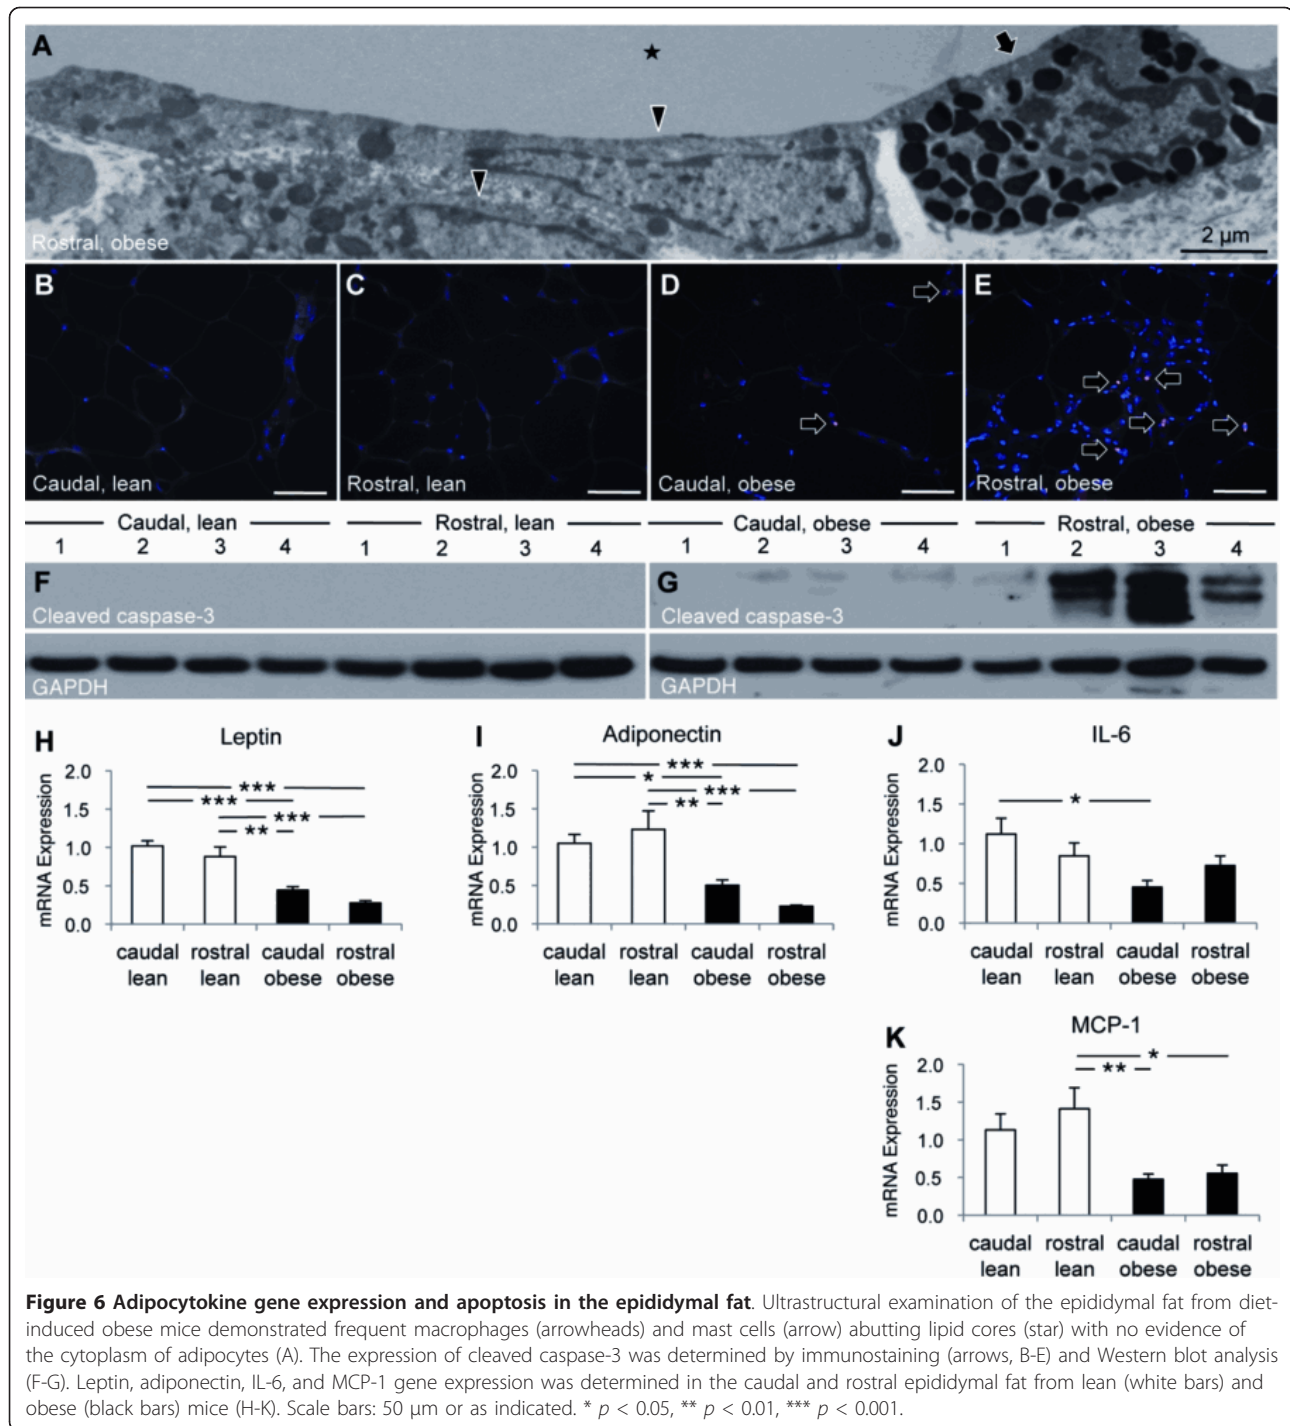 A
★
Rostral, obese
2 µm
B
C
D
E
Caudal, lean
Rostral, lean
Caudal, obese
Rostral, obese
Caudal, lean
Rostral, lean
Caudal, obese
Rostral, obese
1 2 3 4 1 2 3 4 1 2 3 4 1 2 3 4
F
G
Cleaved caspase-3
Cleaved caspase-3
GAPDH
GAPDH
H
Leptin
mRNA Expression
2.0
1.5
1.0
0.5
0.0
***
***
***
**
caudal lean
rostral lean
caudal obese
rostral obese
I
Adiponectin
mRNA Expression
2.0
1.5
1.0
0.5
0.0
***
*
***
**
caudal lean
rostral lean
caudal obese
rostral obese
J
IL-6
mRNA Expression
2.0
1.5
1.0
0.5
0.0
*
caudal lean
rostral lean
caudal obese
rostral obese
K
MCP-1
mRNA Expression
2.0
1.5
1.0
0.5
0.0
*
**
caudal lean
rostral lean
caudal obese
rostral obese
Figure 6 Adipocytokine gene expression and apoptosis in the epididymal fat. Ultrastructural examination of the epididymal fat from diet-
induced obese mice demonstrated frequent macrophages (arrowheads) and mast cells (arrow) abutting lipid cores (star) with no evidence of
the cytoplasm of adipocytes (A). The expression of cleaved caspase-3 was determined by immunostaining (arrows, B-E) and Western blot analysis
(F-G). Leptin, adiponectin, IL-6, and MCP-1 gene expression was determined in the caudal and rostral epididymal fat from lean (white bars) and
obese (black bars) mice (H-K). Scale bars: 50 µm or as indicated. * p < 0.05, ** p < 0.01, *** p < 0.001.